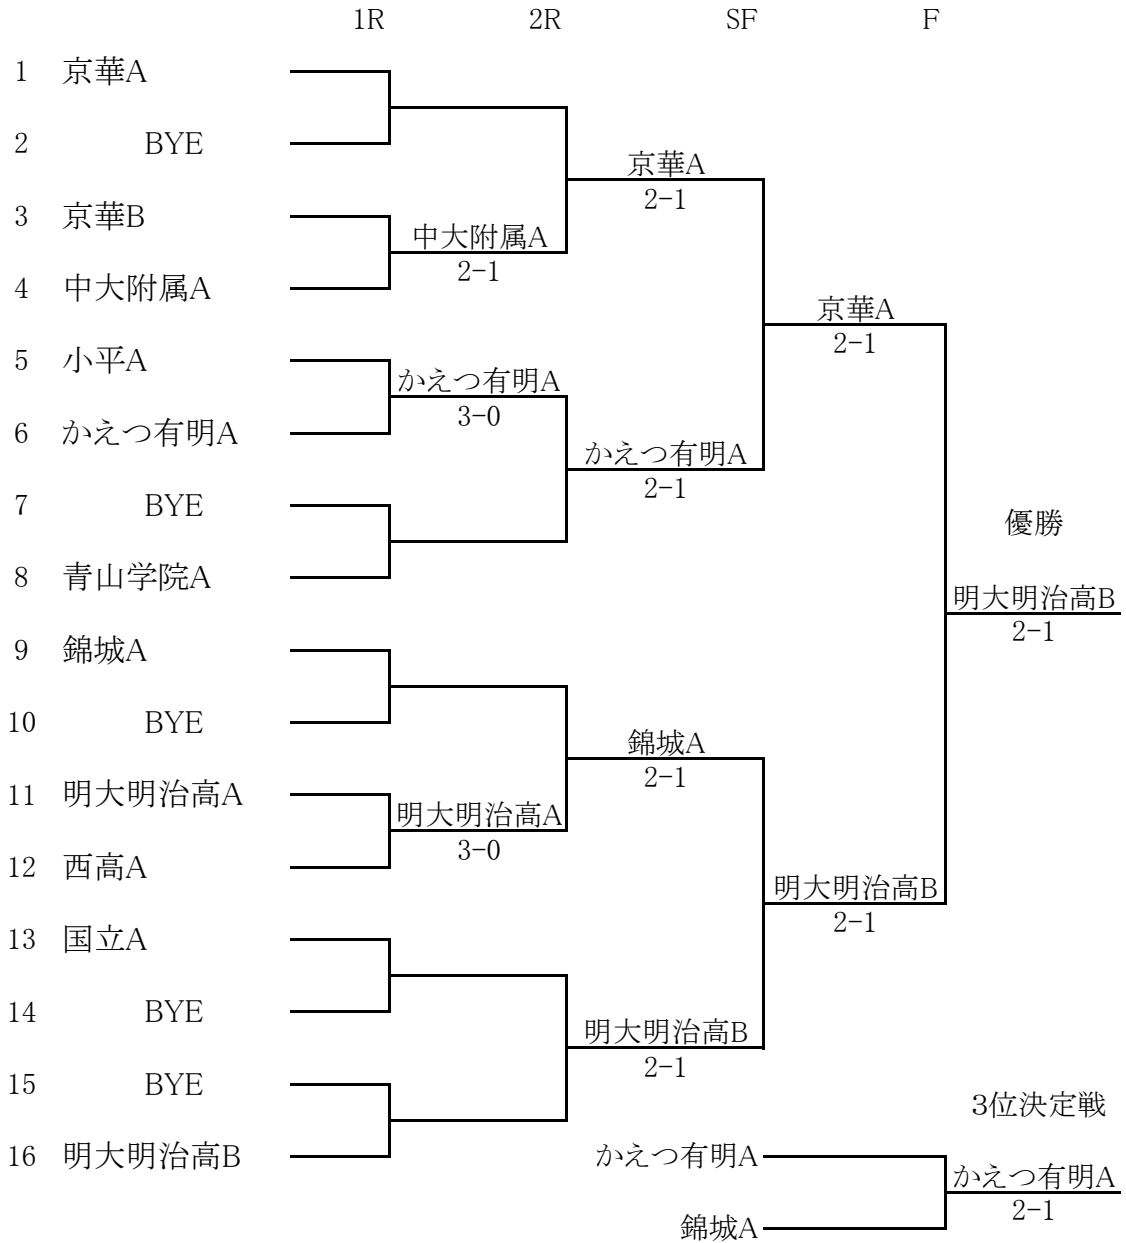 1R 2R SF F
1 京華A
2 BYE
京華A
2-1
3 京華B
中大附属A
2-1
4 中大附属A
京華A
2-1
5 小平A
かえつ有明A
3-0
6 かえつ有明A
かえつ有明A
2-1
7 BYE
優勝
8 青山学院A
明大明治高B
2-1
9 錦城A
10 BYE
錦城A
2-1
11 明大明治高A
明大明治高A
3-0
12 西高A
明大明治高B
2-1
13 国立A
14 BYE
明大明治高B
2-1
15 BYE
3位決定戦
16 明大明治高B
かえつ有明A
かえつ有明A
2-1
錦城A